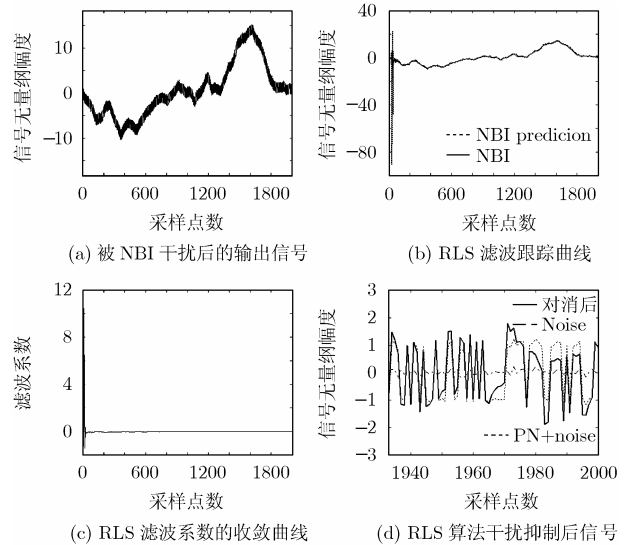 10
0
−10
信号无量纲幅度
0 600 1200 1800
采样点数
(a) 被 NBI 干扰后的输出信号
40
0
−40
−80
信号无量纲幅度
NBI predicion
NBI
0 600 1200 1800
采样点数
(b) RLS 滤波跟踪曲线
12
8
4
0
滤波系数
0 600 1200 1800
采样点数
(c) RLS 滤波系数的收敛曲线
3
2
1
0
−1
−2
−3
信号无量纲幅度
对消后
Noise
PN+noise
1940 1960 1980 2000
采样点数
(d) RLS 算法干扰抑制后信号